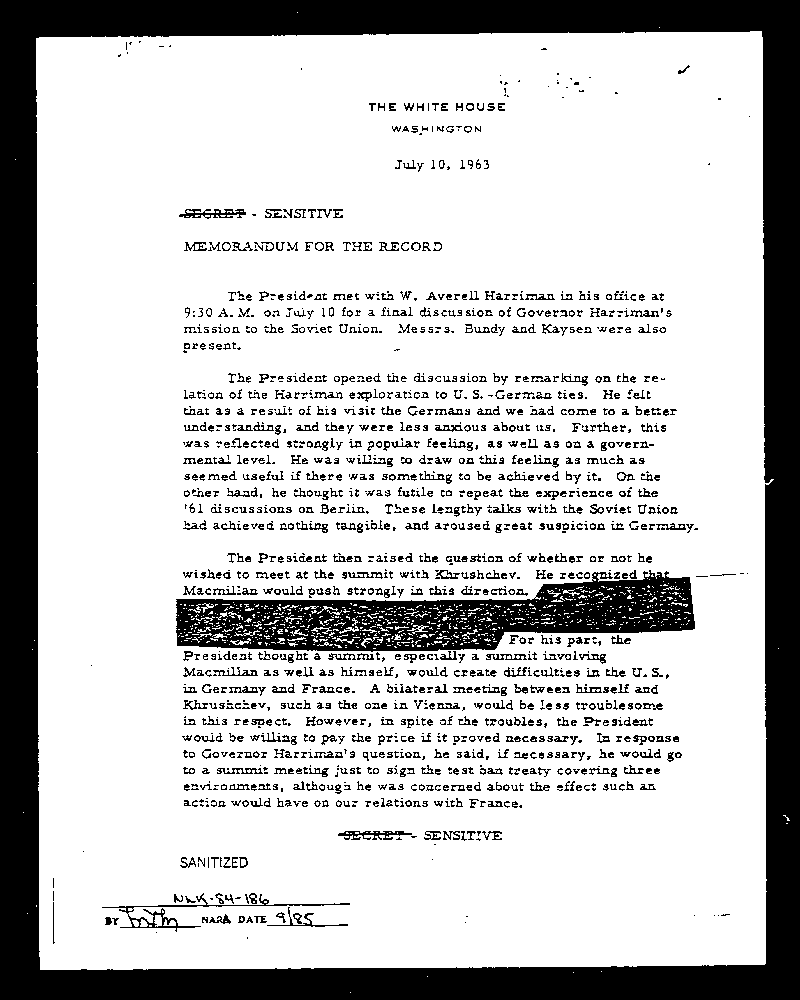 THE WHITE HOUSE
WASHINGTON
July 10, 1963
SECRET - SENSITIVE
MEMORANDUM FOR THE RECORD
The President met with W. Averell Harriman in his office at
9:30 A.M. on July 10 for a final discussion of Governor Harriman's
mission to the Soviet Union. Messrs. Bundy and Kaysen were also
present.
The President opened the discussion by remarking on the re-
lation of the Harriman exploration to U.S.-German ties. He felt
that as a result of his visit the Germans and we had come to a better
understanding, and they were less anxious about us. Further, this
was reflected strongly in popular feeling, as well as on a govern-
mental level. He was willing to draw on this feeling as much as
seemed useful if there was something to be achieved by it. On the
other hand, he thought it was futile to repeat the experience of the
'61 discussions on Berlin. These lengthy talks with the Soviet Union
had achieved nothing tangible, and aroused great suspicion in Germany.
The President then raised the question of whether or not he
wished to meet at the summit with Khrushchev. He recognized that
Macmillan would push strongly in this direction.
For his part, the
President thought a summit, especially a summit involving
Macmillan as well as himself, would create difficulties in the U.S.,
in Germany and France. A bilateral meeting between himself and
Khrushchev, such as the one in Vienna, would be less troublesome
in this respect. However, in spite of the troubles, the President
would be willing to pay the price if it proved necessary. In response
to Governor Harriman's question, he said, if necessary, he would go
to a summit meeting just to sign the test ban treaty covering three
environments, although he was concerned about the effect such an
action would have on our relations with France.
SECRET - SENSITIVE
SANITIZED
NLK-84-186
BY NARA DATE 9/85